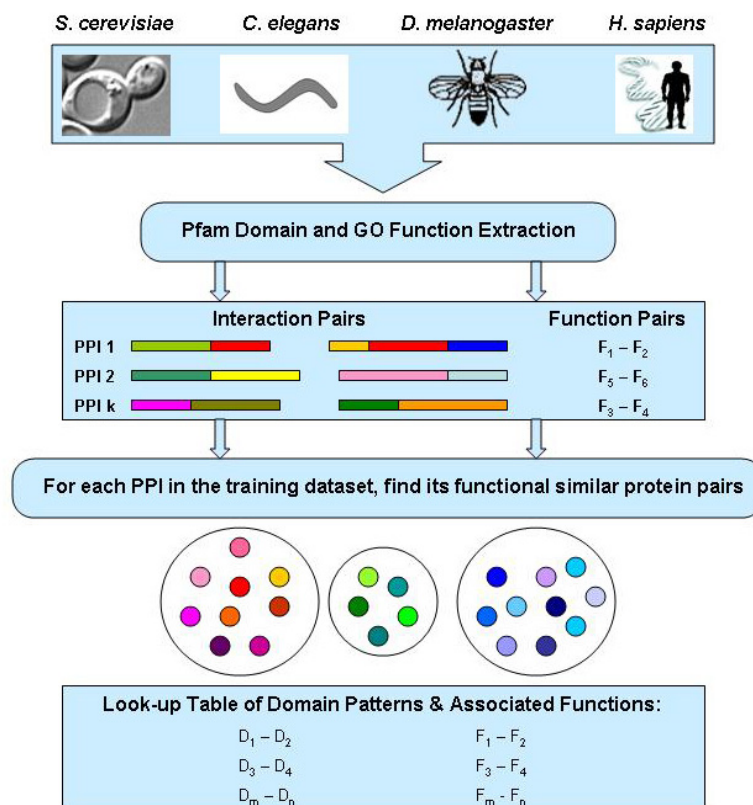 S. cerevisiae C. elegans D. melanogaster H. sapiens
Pfam Domain and GO Function Extraction
Interaction Pairs Function Pairs
PPI 1 F₁ – F₂
PPI 2 F₅ – F₆
PPI k F₃ – F₄
For each PPI in the training dataset, find its functional similar protein pairs
Look-up Table of Domain Patterns & Associated Functions:
D₁ – D₂ F₁ – F₂
D₃ – D₄ F₃ – F₄
Dₘ – Dₙ Fₘ - Fₙ